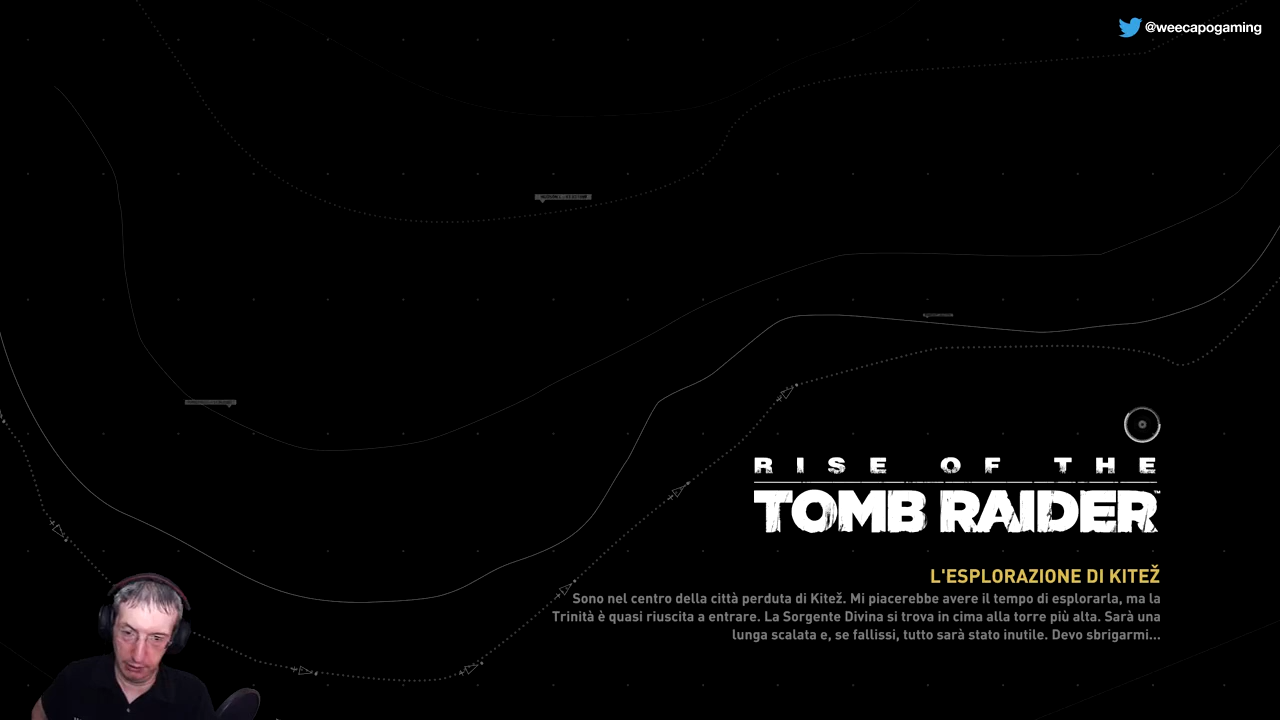 @weecapogaming
RISE OF THE
TOMB RAIDER™
L'ESPLORAZIONE DI KITEŽ
Sono nel centro della città perduta di Kitež. Mi piacerebbe avere il tempo di esplorarla, ma la
Trinità è quasi riuscita a entrare. La Sorgente Divina si trova in cima alla torre più alta. Sarà una
lunga scalata e, se fallissi, tutto sarà stato inutile. Devo sbrigarmi...